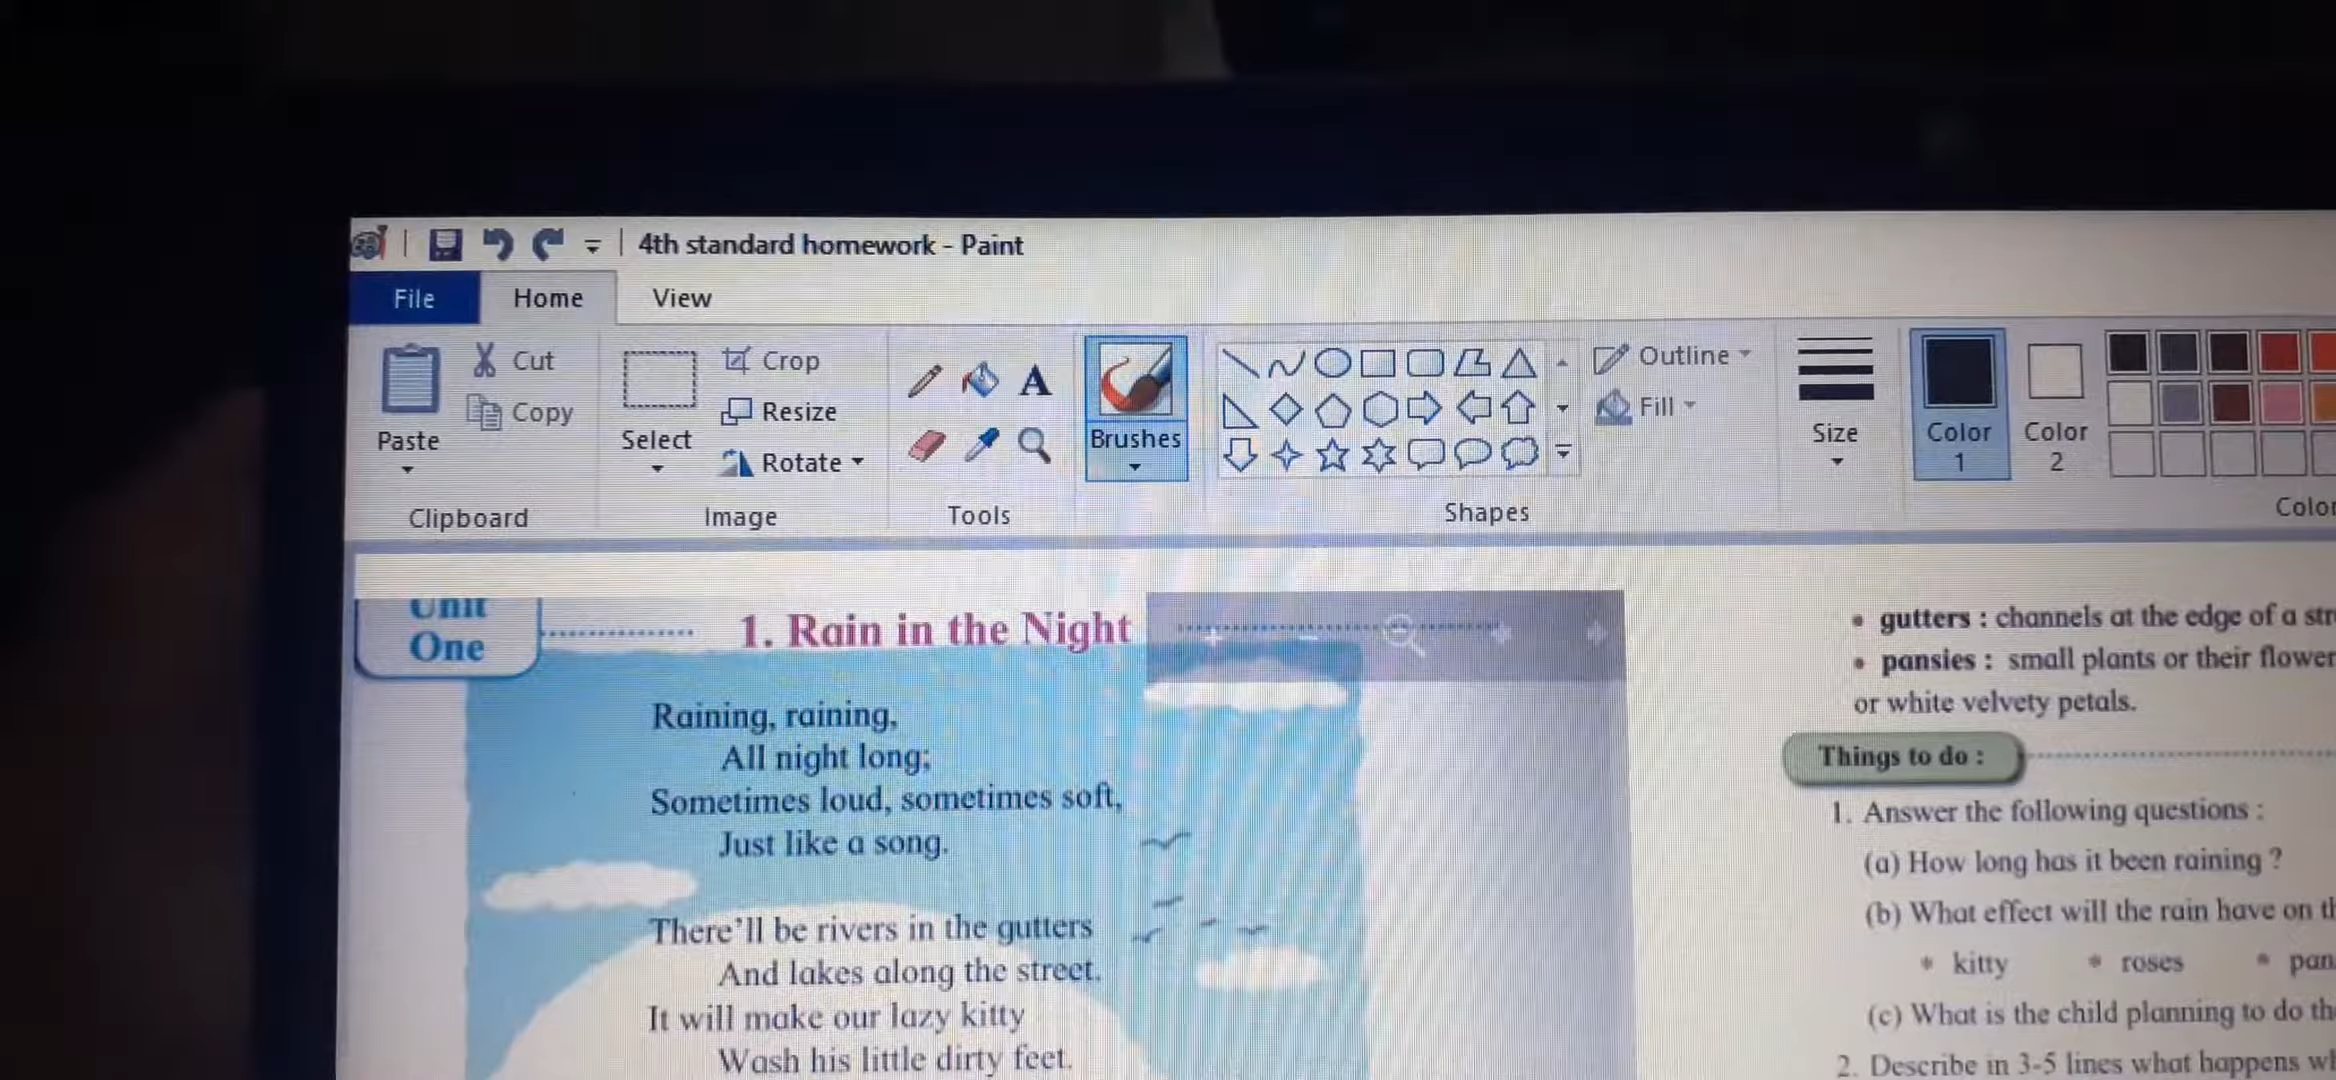 4th standard homework - Paint
File Home View
Paste
Cut
Copy
Clipboard
Select
Crop
Resize
Rotate
Image
A
Tools
Brushes
Shapes
Outline
Fill
Size
Color
1
Color
2
Unit
One
1. Rain in the Night
Raining, raining,
All night long;
Sometimes loud, sometimes soft,
Just like a song.
There'll be rivers in the gutters
And lakes along the street.
It will make our lazy kitty
Wash his little dirty feet.
• gutters : channels at the edge of a
• pansies : small plants or their
or white velvety petals.
Things to do :
1. Answer the following questions :
(a) How long has it been raining ?
(b) What effect will the rain have on
* kitty * roses *
(c) What is the child planning to do
2. Describe in 3-5 lines what happens